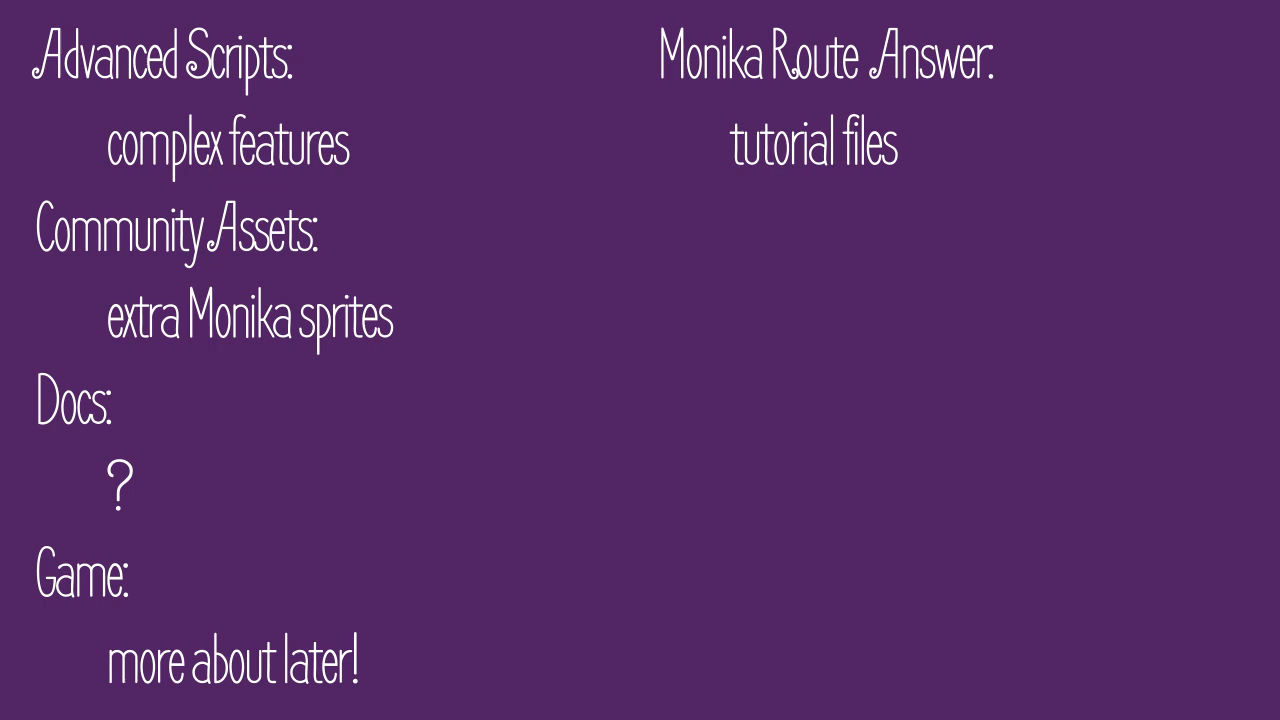 Advanced Scripts:
complex features
Community Assets:
extra Monika sprites
Docs:
?
Game:
more about later!
Monika Route Answer:
tutorial files